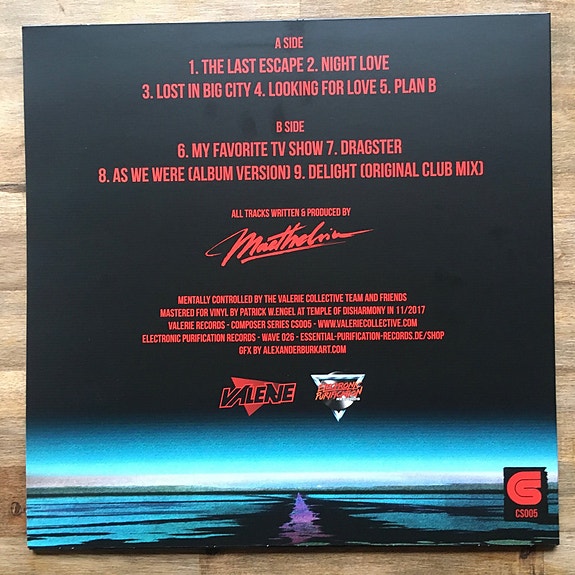 A SIDE
1. THE LAST ESCAPE 2. NIGHT LOVE
3. LOST IN BIG CITY 4. LOOKING FOR LOVE 5. PLAN B
B SIDE
6. MY FAVORITE TV SHOW 7. DRAGSTER
8. AS WE WERE (ALBUM VERSION) 9. DELIGHT (ORIGINAL CLUB MIX)
ALL TRACKS WRITTEN & PRODUCED BY
Maethelvin
MENTALLY CONTROLLED BY THE VALERIE COLLECTIVE TEAM AND FRIENDS
MASTERED FOR VINYL BY PATRICK W.ENGEL AT TEMPLE OF DISHARMONY IN 11/2017
VALERIE RECORDS - COMPOSER SERIES CS005 - WWW.VALERIECOLLECTIVE.COM
ELECTRONIC PURIFICATION RECORDS - WAVE 026 - ESSENTIAL-PURIFICATION-RECORDS.DE/SHOP
GFX BY ALEXANDERBURKART.COM
VALERIE
ELECTRONIC
PURIFICATION
CS005